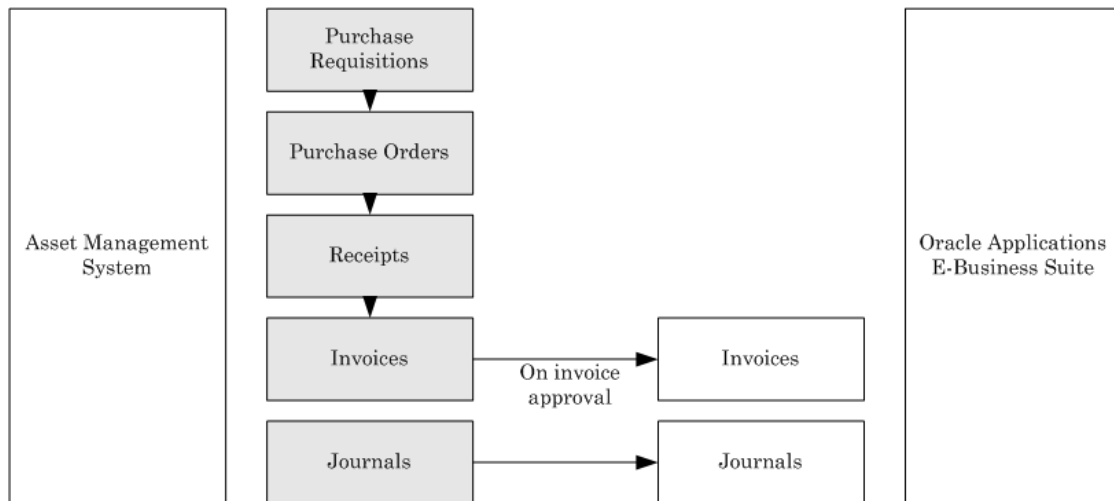 Purchase
Requisitions
Purchase Orders
Asset Management
System
Receipts
Oracle Applications
E-Business Suite
Invoices
On invoice
approval
Invoices
Journals
Journals